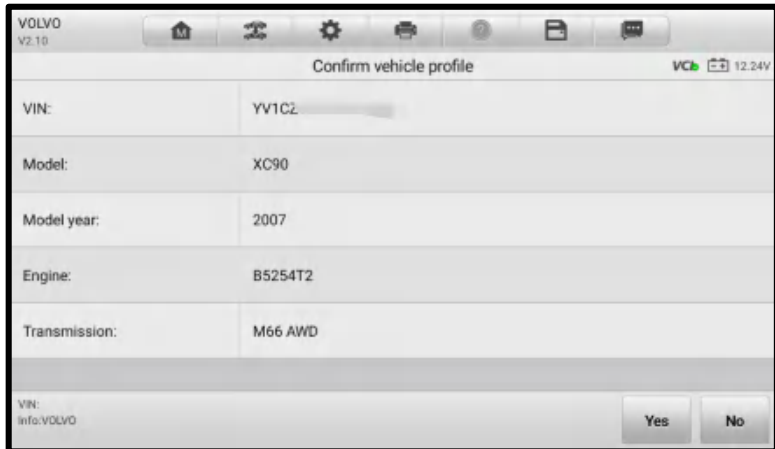 VOLVO
V2.10
M
Confirm vehicle profile
VCI 12.24V
VIN: YV1C2
Model: XC90
Model year: 2007
Engine: B5254T2
Transmission: M66 AWD
VIN:
Info:VOLVO
Yes No